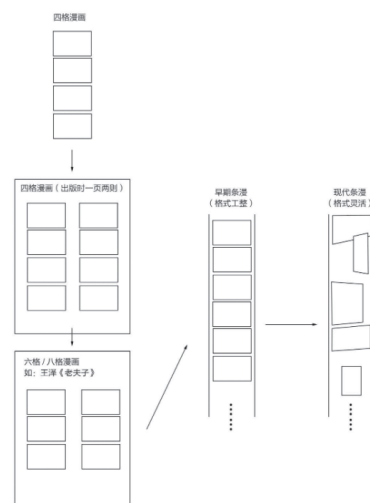 四格漫画
四格漫画（出版时一页两则）
六格 / 八格漫画
如：王泽《老夫子》
早期条漫
（格式工整）
现代条漫
（格式灵活）